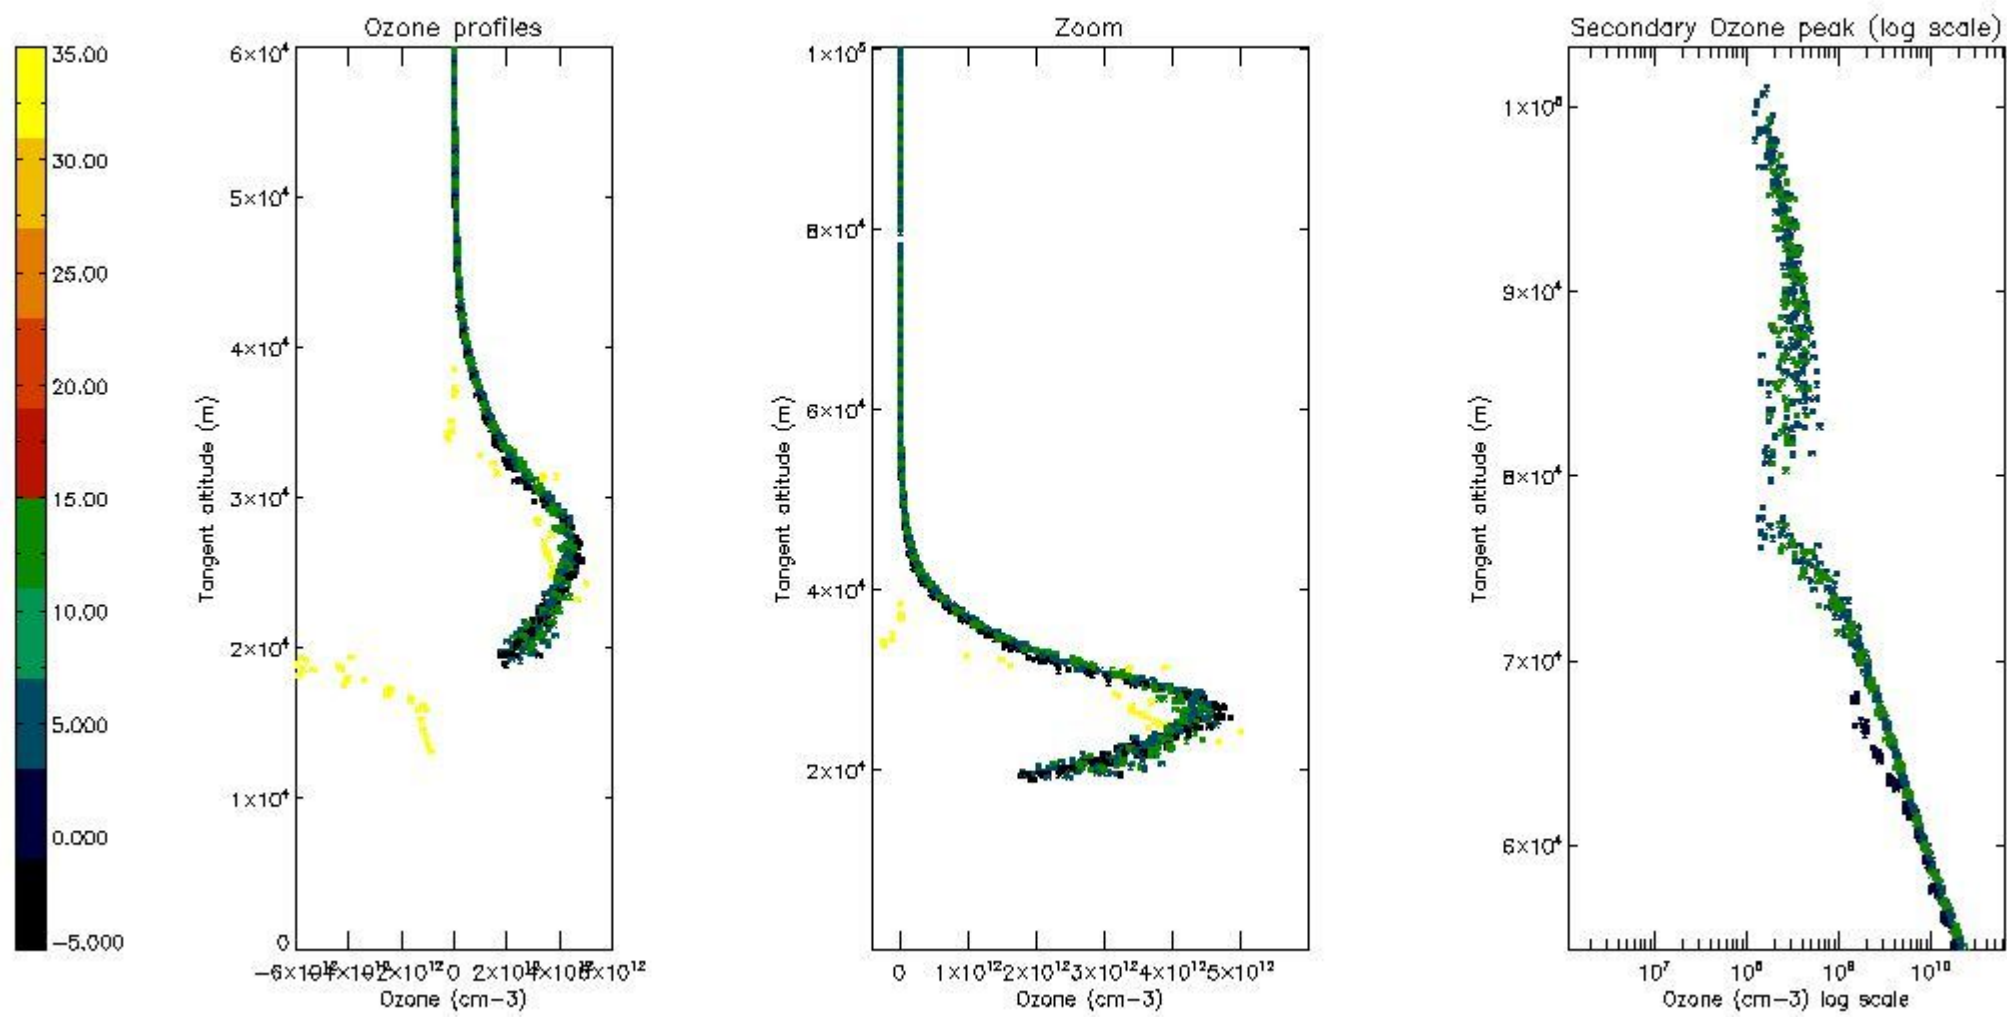 Ozone profiles
Zoom
Secondary Ozone peak (log scale)
35.00
30.00
25.00
20.00
15.00
10.00
5.000
0.000
−5.000
6×10⁴
5×10⁴
4×10⁴
3×10⁴
2×10⁴
1×10⁴
0
Tangent altitude (m)
0
Ozone (cm−3)
1×10⁵
8×10⁴
6×10⁴
4×10⁴
2×10⁴
Tangent altitude (m)
0 1×10¹² 2×10¹² 3×10¹² 4×10¹² 5×10¹²
Ozone (cm−3)
9×10⁴
8×10⁴
7×10⁴
6×10⁴
Tangent altitude (m)
10⁷ 10⁸ 10⁹ 10¹⁰
Ozone (cm−3) log scale